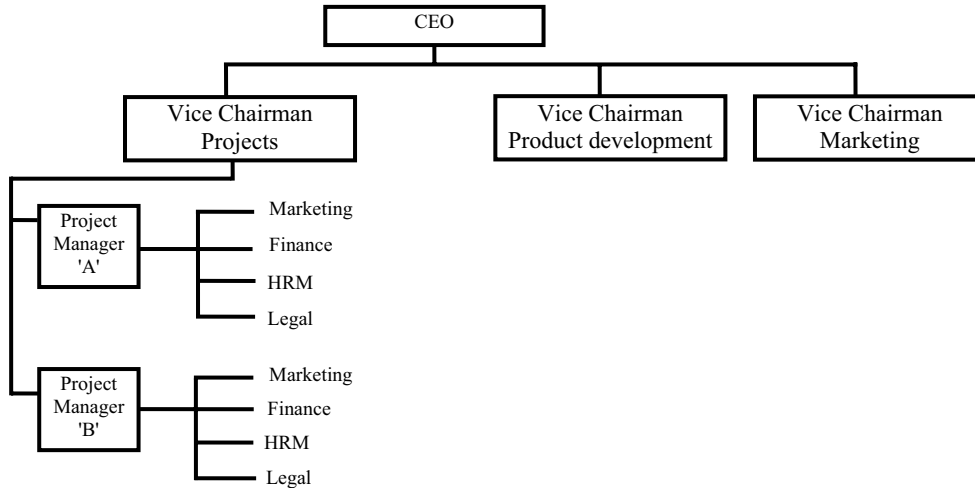 CEO
Vice Chairman
Projects
Vice Chairman
Product development
Vice Chairman
Marketing
Project
Manager
'A'
Marketing
Finance
HRM
Legal
Project
Manager
'B'
Marketing
Finance
HRM
Legal